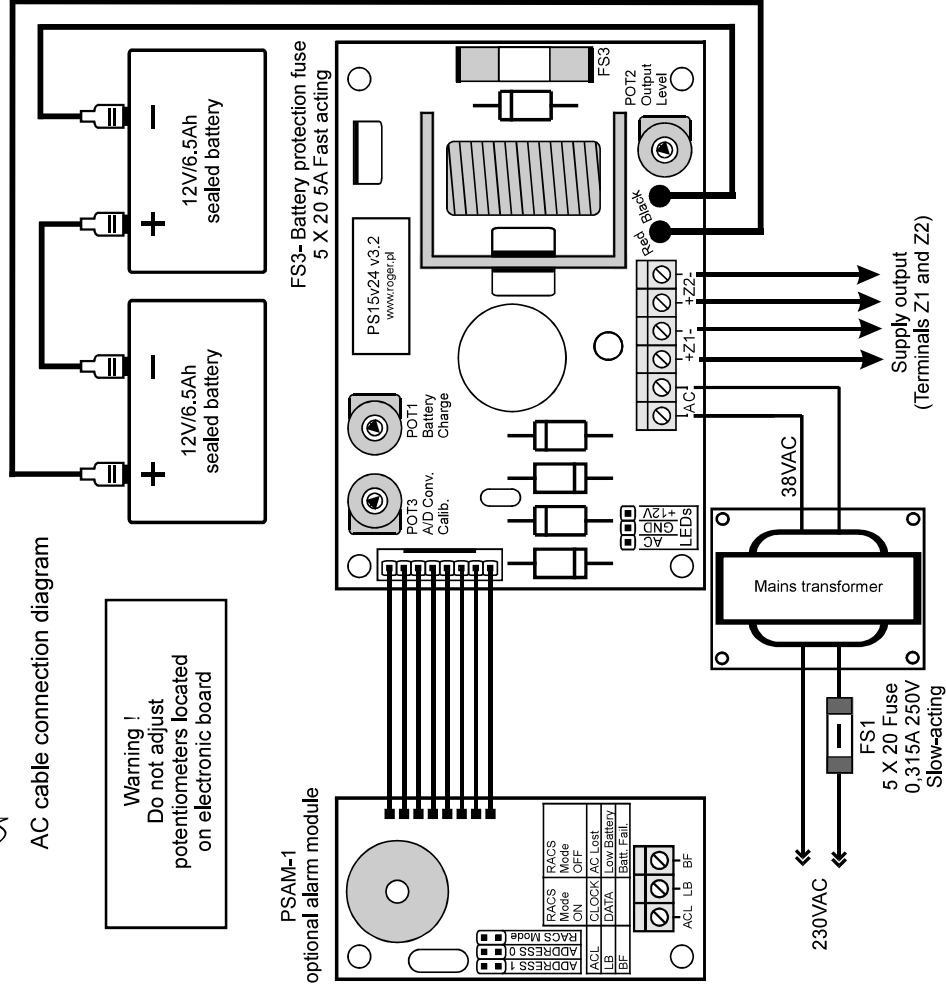 AC cable connection diagram
Warning !
Do not adjust
potentiometers located
on electronic board
12V/6.5Ah
sealed battery
+
−
12V/6.5Ah
sealed battery
+
−
FS3- Battery protection fuse
5 X 20 5A Fast acting
PS15v24 v3.2
www.roger.pl
FS3
POT2
Output
Level
POT1
Battery
Charge
POT3
A/D Conv.
Calib.
Red
Black
AC
+Z1-
+Z2-
AC
GND
+12V
LEDs
Supply output
(Terminals Z1 and Z2)
38VAC
Mains transformer
FS1
5 X 20 Fuse
0,315A 250V
Slow-acting
230VAC
PSAM-1
optional alarm module
ADDRESS 1
ADDRESS 0
RACS Mode
RACS
Mode
ON
RACS
Mode
OFF
ACL CLOCK AC Lost
LB DATA Low Battery
BF Batt. Fail.
ACL LB BF